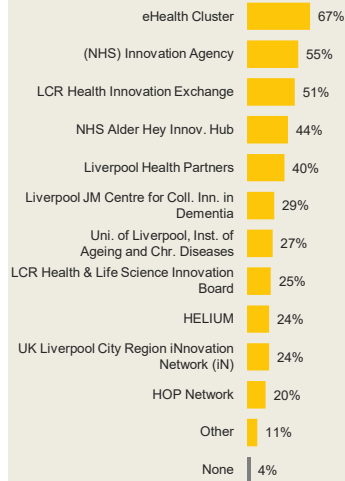 eHealth Cluster 67%
(NHS) Innovation Agency 55%
LCR Health Innovation Exchange 51%
NHS Alder Hey Innov. Hub 44%
Liverpool Health Partners 40%
Liverpool JM Centre for Coll. Inn. in
Dementia 29%
Uni. of Liverpool, Inst. of
Ageing and Chr. Diseases 27%
LCR Health & Life Science Innovation
Board 25%
HELIUM 24%
UK Liverpool City Region iNnovation
Network (iN) 24%
HOP Network 20%
Other 11%
None 4%